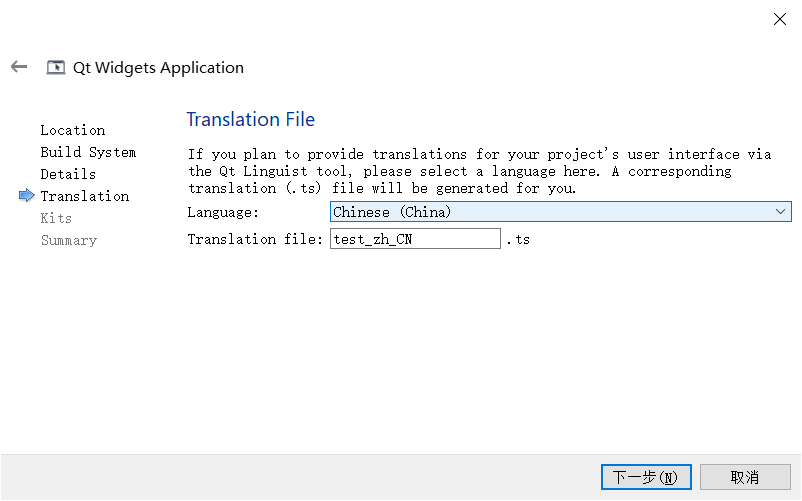 Qt Widgets Application
Location
Build System
Details
Translation
Kits
Summary
Translation File
If you plan to provide translations for your project's user interface via
the Qt Linguist tool, please select a language here. A corresponding
translation (.ts) file will be generated for you.
Language: Chinese (China)
Translation file: test_zh_CN .ts
下一步(N) 取消